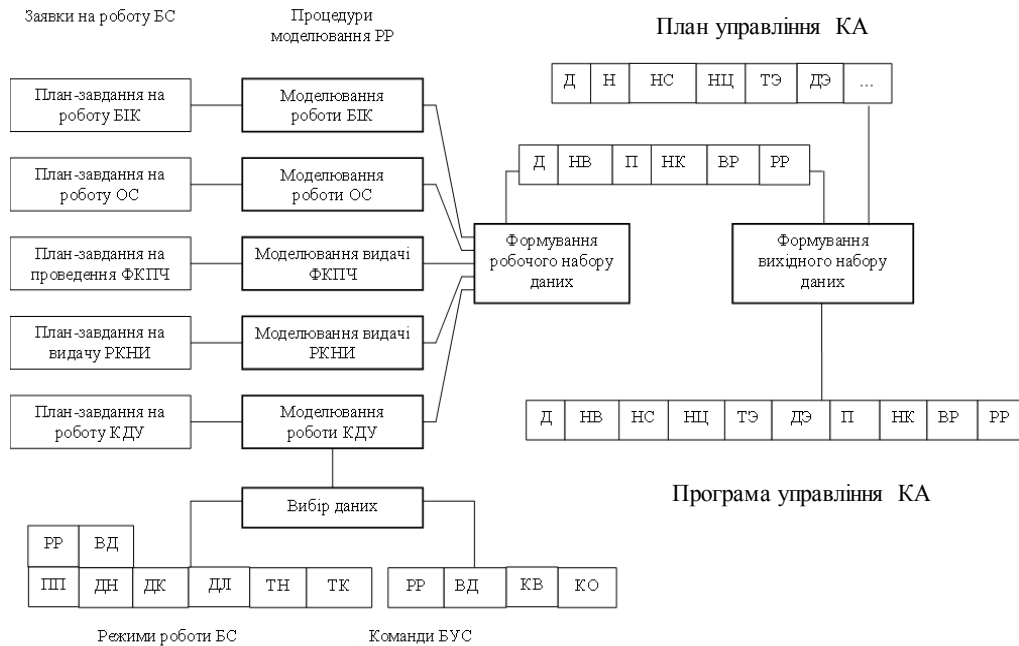 Заявки на роботу БС
Процедури
моделювання РР
План управління КА
Д Н НС НЦ ТЭ ДЭ ...
План-завдання на
роботу БІК
Моделювання
роботи БІК
Д НВ П НК ВР РР
План-завдання на
роботу ОС
Моделювання
роботи ОС
План-завдання на
проведення ФКПЧ
Моделювання видачі
ФКПЧ
Формування
робочого набору
даних
Формування
вихідного набору
даних
План-завдання на
видачу РКНИ
Моделювання видачі
РКНИ
План-завдання на
роботу КДУ
Моделювання
роботи КДУ
Д НВ НС НЦ ТЭ ДЭ П НК ВР РР
Програма управління КА
Вибір даних
РР ВД
ПП ДН ДК ДЛ ТН ТК
РР ВД КВ КО
Режими роботи БС
Команди БУС